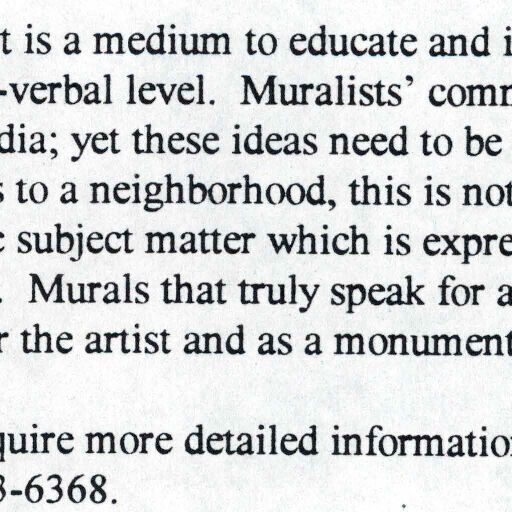 t is a medium to educate and i
-verbal level. Muralists' comm
dia; yet these ideas need to be
s to a neighborhood, this is not
c subject matter which is expre
. Murals that truly speak for a
r the artist and as a monument
quire more detailed informatio
3-6368.